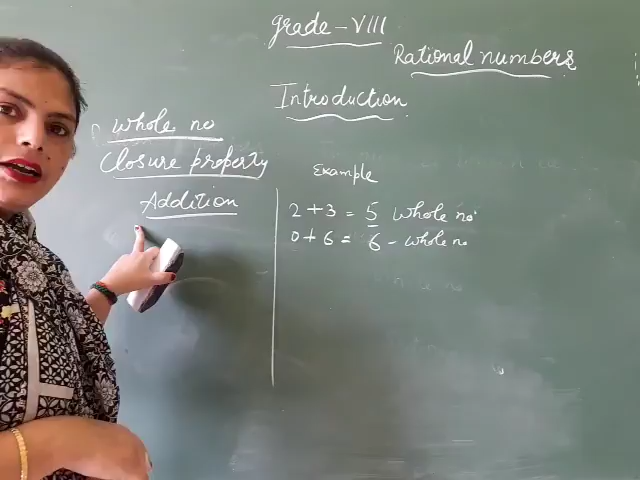 grade - VIII
Rational numbers
Introduction
whole no
Closure property
Addition
Example
2 + 3 = 5 whole no.
0 + 6 = 6 - whole no